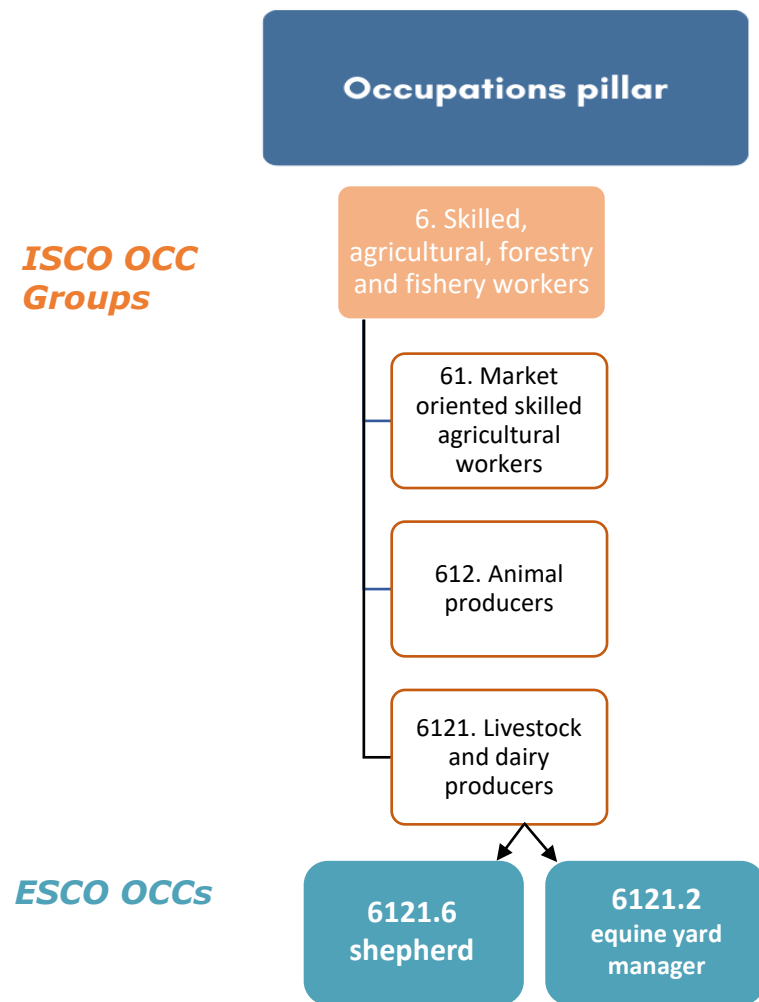 Occupations pillar
ISCO OCC
Groups
6. Skilled,
agricultural, forestry
and fishery workers
61. Market
oriented skilled
agricultural
workers
612. Animal
producers
6121. Livestock
and dairy
producers
ESCO OCCs
6121.6
shepherd
6121.2
equine yard
manager